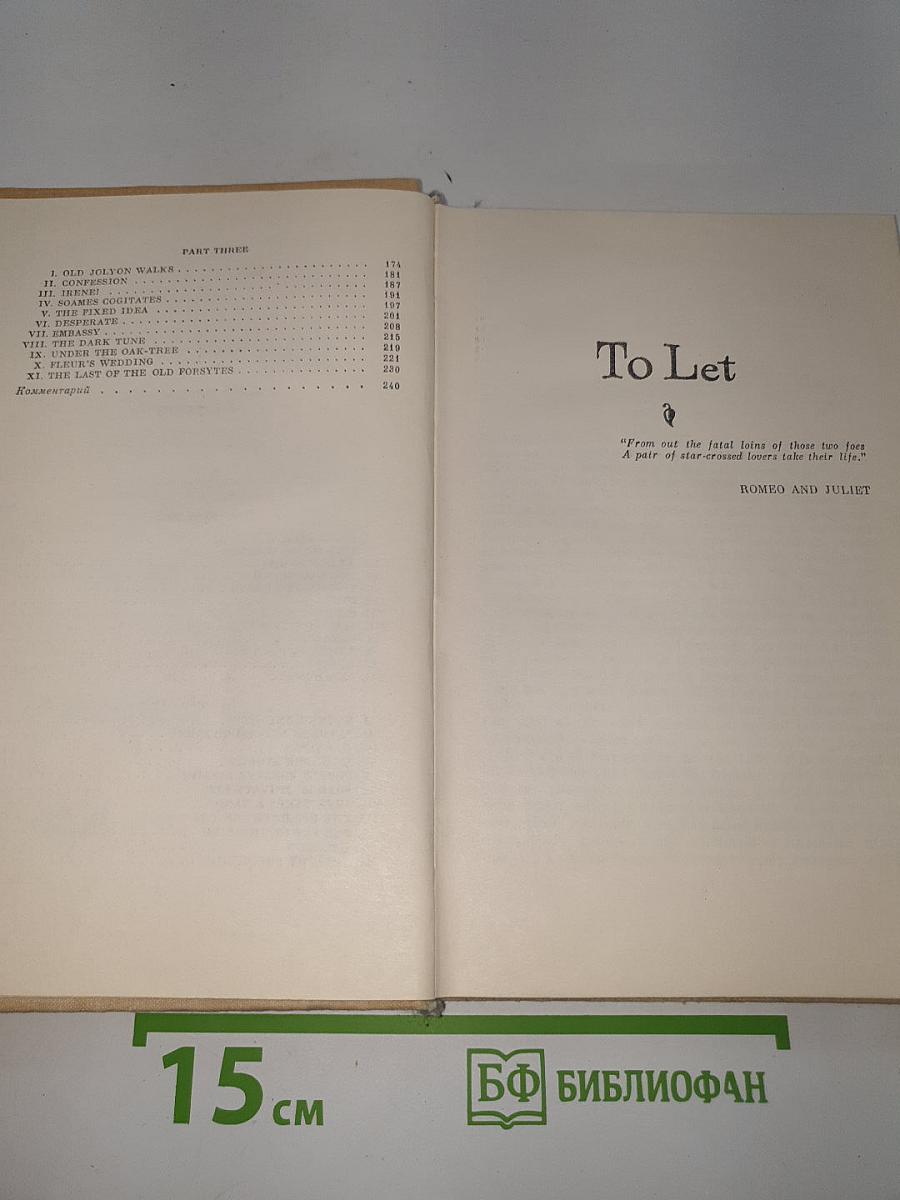 PART THREE
I. OLD JOLYON WALKS . . . . . . . . . . . . . . . . . . . . . . 174
II. CONFESSION . . . . . . . . . . . . . . . . . . . . . . . . . 181
III. IRENE! . . . . . . . . . . . . . . . . . . . . . . . . . . . 187
IV. SOAMES COGITATES . . . . . . . . . . . . . . . . . . . . . . 191
V. THE FIXED IDEA . . . . . . . . . . . . . . . . . . . . . . . 197
VI. DESPERATE . . . . . . . . . . . . . . . . . . . . . . . . . . 201
VII. EMBASSY . . . . . . . . . . . . . . . . . . . . . . . . . . . 208
VIII. THE DARK TUNE . . . . . . . . . . . . . . . . . . . . . . . 215
IX. UNDER THE OAK-TREE . . . . . . . . . . . . . . . . . . . . . 219
X. FLEUR'S WEDDING . . . . . . . . . . . . . . . . . . . . . . . 221
XI. THE LAST OF THE OLD FORSYTES . . . . . . . . . . . . . . . . 230
Комментарий . . . . . . . . . . . . . . . . . . 240
To Let
"From out the fatal loins of those two foes
A pair of star-crossed lovers take their life."
ROMEO AND JULIET
15 см
БФ БИБЛИОФАН